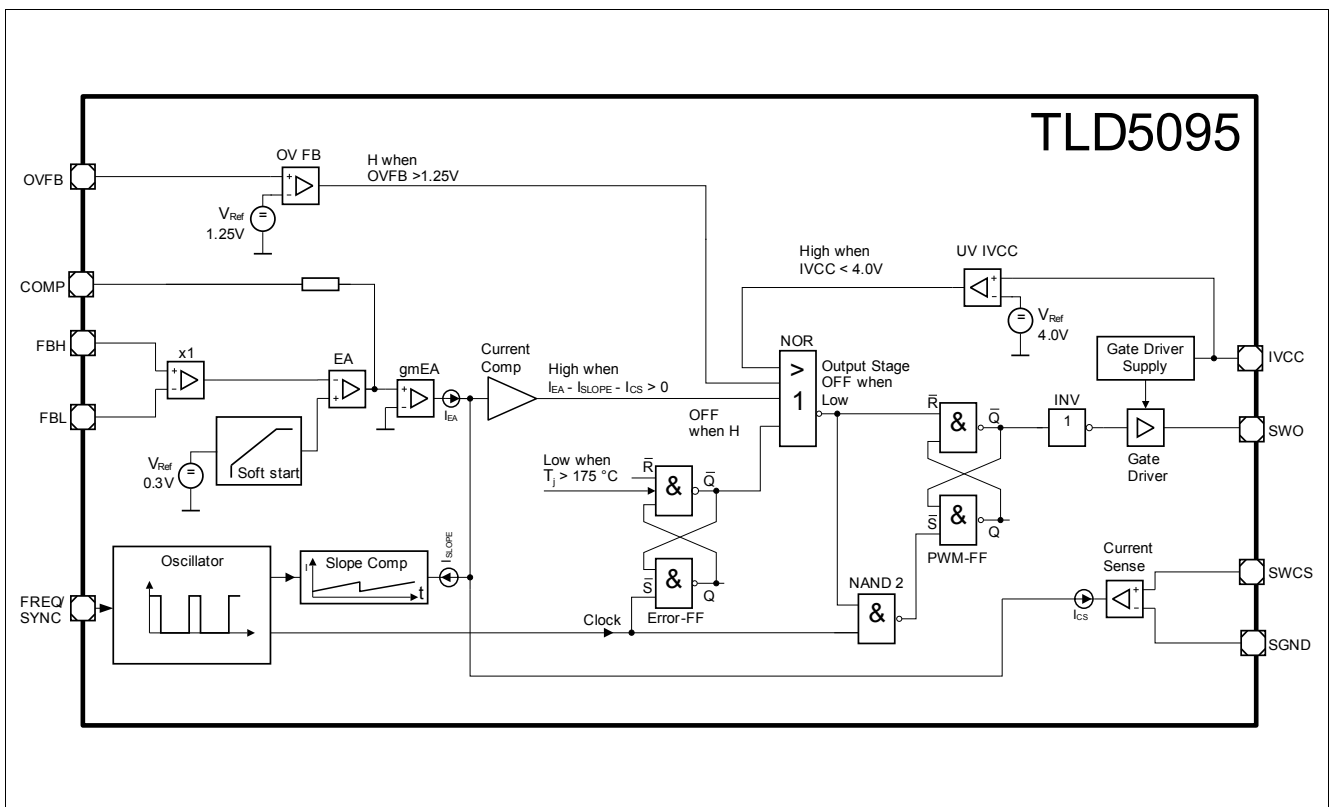 TLD5095
OV FB
H when
OVFB >1.25V
OVFB
+
-
=
VRef
1.25V
High when
IVCC < 4.0V
UV IVCC
+
-
=
VRef
4.0V
COMP
FBH
x1
+
-
FBL
EA
-
+
gmEA
+
-
IEA
Current
Comp
High when
IEA - ISLOPE - ICS > 0
NOR
>
1
OFF
when H
Output Stage
OFF when
Low
Gate Driver
Supply
IVCC
R
&
Q
INV
1
Gate
Driver
SWO
VRef
0.3V
=
Soft start
Low when
Tj > 175 °C
R
&
Q
S
&
Q
PWM-FF
Oscillator
Slope Comp
I
t
ISLOPE
S
&
Q
Error-FF
NAND 2
&
Current
Sense
+
-
ICS
SWCS
SGND
FREQ/
SYNC
Clock